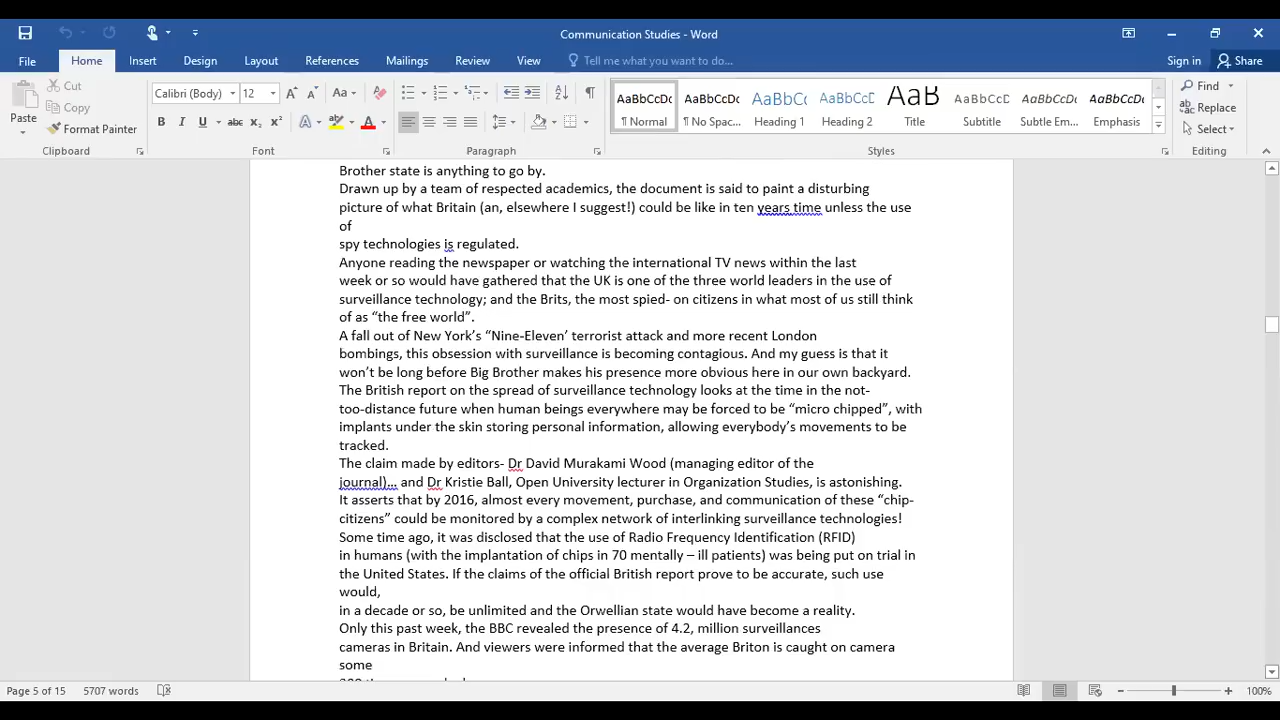 Communication Studies - Word
File Home Insert Design Layout References Mailings Review View Tell me what you want to do... Sign in Share
Paste Cut Copy Format Painter
Calibri (Body) 12
Find Replace Select
AaBbCcDc AaBbCcDc AaBbCc AaBbCcC AaB AaBbCcD AaBbCcDc AaBbCcDc
¶ Normal ¶ No Spac... Heading 1 Heading 2 Title Subtitle Subtle Em... Emphasis
Clipboard Font Paragraph Styles Editing
Brother state is anything to go by.
Drawn up by a team of respected academics, the document is said to paint a disturbing
picture of what Britain (an, elsewhere I suggest!) could be like in ten years time unless the use
of
spy technologies is regulated.
Anyone reading the newspaper or watching the international TV news within the last
week or so would have gathered that the UK is one of the three world leaders in the use of
surveillance technology; and the Brits, the most spied- on citizens in what most of us still think
of as “the free world”.
A fall out of New York’s “Nine-Eleven’ terrorist attack and more recent London
bombings, this obsession with surveillance is becoming contagious. And my guess is that it
won’t be long before Big Brother makes his presence more obvious here in our own backyard.
The British report on the spread of surveillance technology looks at the time in the not-
too-distance future when human beings everywhere may be forced to be “micro chipped”, with
implants under the skin storing personal information, allowing everybody’s movements to be
tracked.
The claim made by editors- Dr David Murakami Wood (managing editor of the
journal)... and Dr Kristie Ball, Open University lecturer in Organization Studies, is astonishing.
It asserts that by 2016, almost every movement, purchase, and communication of these “chip-
citizens” could be monitored by a complex network of interlinking surveillance technologies!
Some time ago, it was disclosed that the use of Radio Frequency Identification (RFID)
in humans (with the implantation of chips in 70 mentally – ill patients) was being put on trial in
the United States. If the claims of the official British report prove to be accurate, such use
would,
in a decade or so, be unlimited and the Orwellian state would have become a reality.
Only this past week, the BBC revealed the presence of 4.2, million surveillances
cameras in Britain. And viewers were informed that the average Briton is caught on camera
some
Page 5 of 15 5707 words 100%